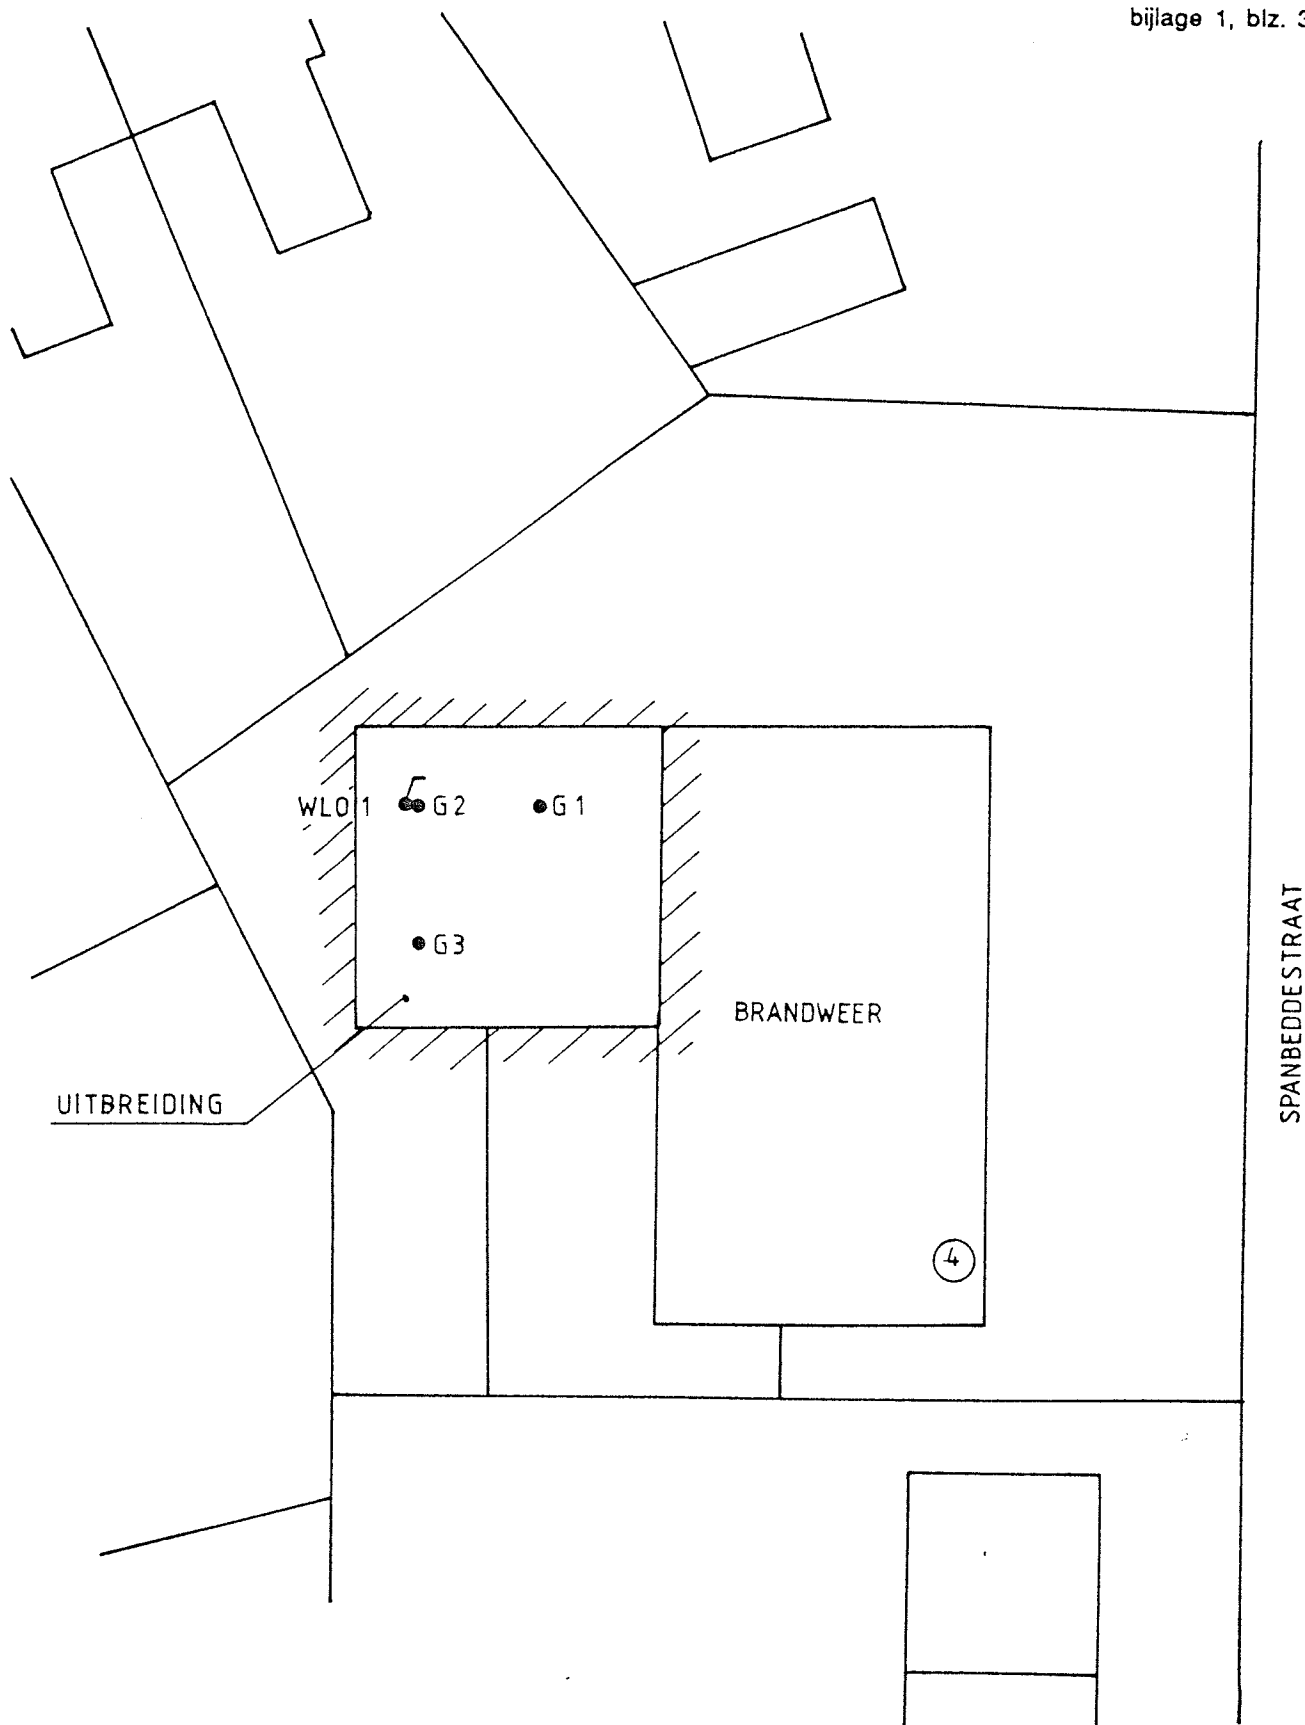 bijlage 1, blz. 3
WLO 1
G2
G1
G3
BRANDWEER
UITBREIDING
SPANBEDDESTRAAT
4